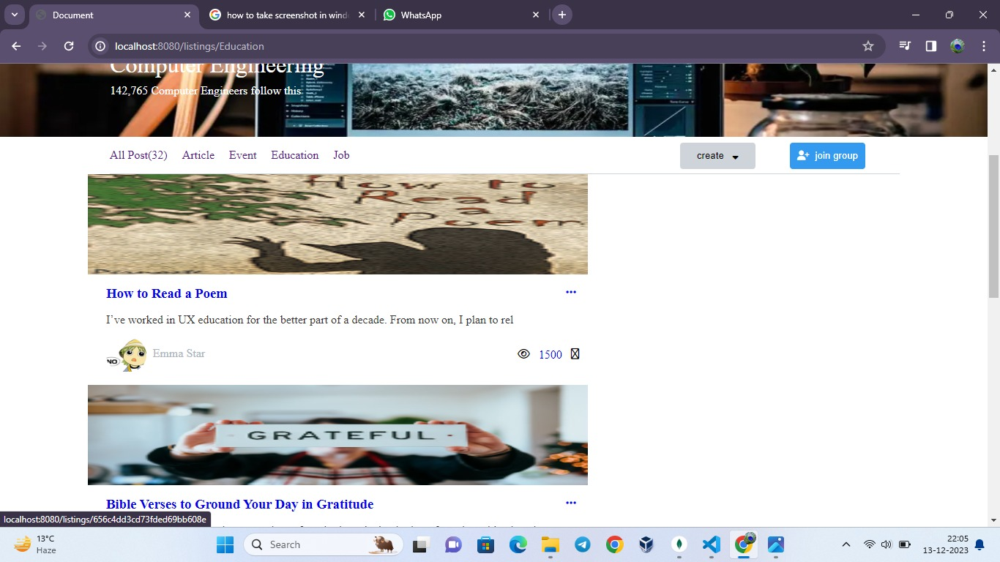 Document
how to take screenshot in wind
WhatsApp
localhost:8080/listings/Education
Computer Engineering
142,765 Computer Engineers follow this
All Post(32) Article Event Education Job
create
join group
How to
Read
a
Poem
How to Read a Poem
I've worked in UX education for the better part of a decade. From now on, I plan to rel
NO
Emma Star
1500
GRATEFUL
Bible Verses to Ground Your Day in Gratitude
localhost:8080/listings/656c4dd3cd73fded69bb608e
13°C
Haze
Search
22:05
13-12-2023